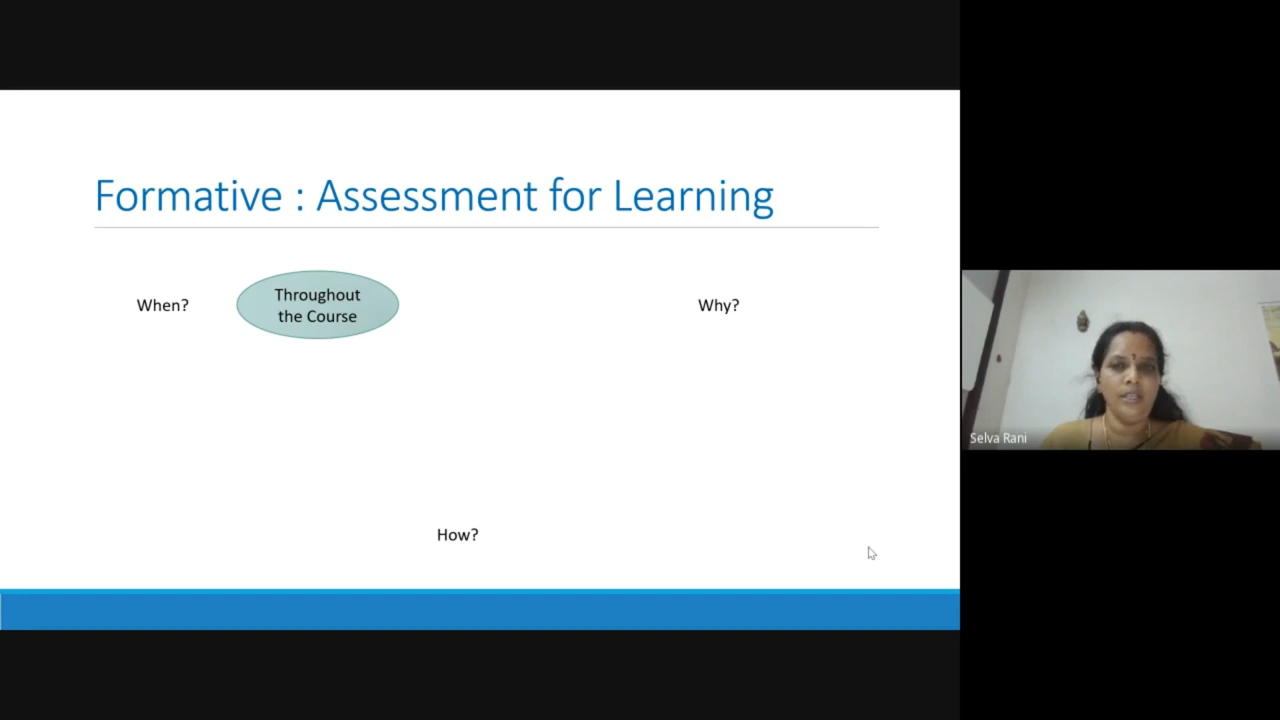 Formative : Assessment for Learning
When?
Throughout
the Course
Why?
How?
Selva Rani